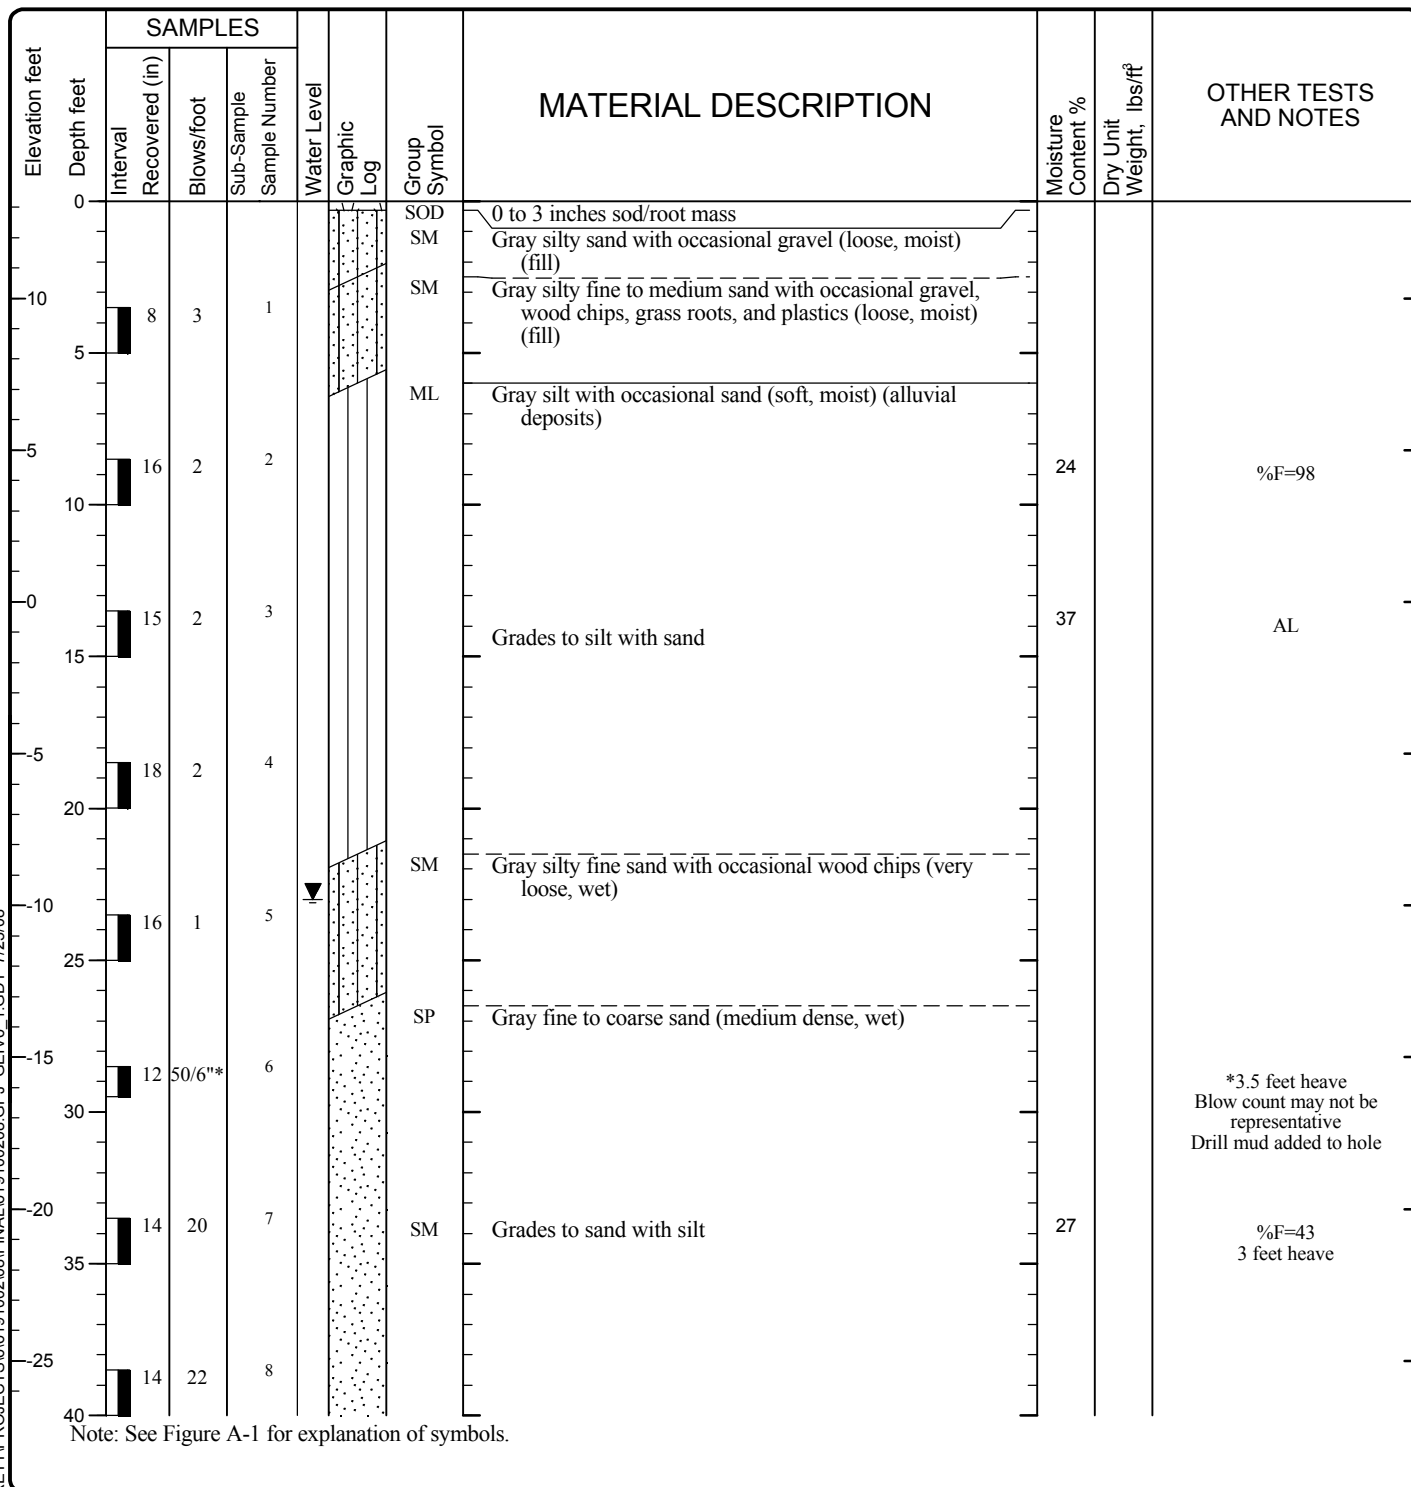 SAMPLES
Elevation feet
Depth feet
Interval
Recovered (in)
Blows/foot
Sub-Sample
Sample Number
Water Level
Graphic
Log
Group
Symbol
MATERIAL DESCRIPTION
Moisture
Content %
Dry Unit
Weight, lbs/ft³
OTHER TESTS
AND NOTES
0
SOD 0 to 3 inches sod/root mass
SM Gray silty sand with occasional gravel (loose, moist)
(fill)
SM Gray silty fine to medium sand with occasional gravel,
10
8 3 1 wood chips, grass roots, and plastics (loose, moist)
(fill)
5
ML Gray silt with occasional sand (soft, moist) (alluvial
deposits)
5
16 2 2 24 %F=98
10
0
15 2 3 37 AL
Grades to silt with sand
15
-5
18 2 4
20
SM Gray silty fine sand with occasional wood chips (very
loose, wet)
-10
16 1 5
25
SP Gray fine to coarse sand (medium dense, wet)
-15
12 50/6"* 6 *3.5 feet heave
Blow count may not be
30
representative
Drill mud added to hole
-20
14 20 7 SM Grades to sand with silt 27 %F=43
3 feet heave
35
-25
14 22 8
40
Note: See Figure A-1 for explanation of symbols.